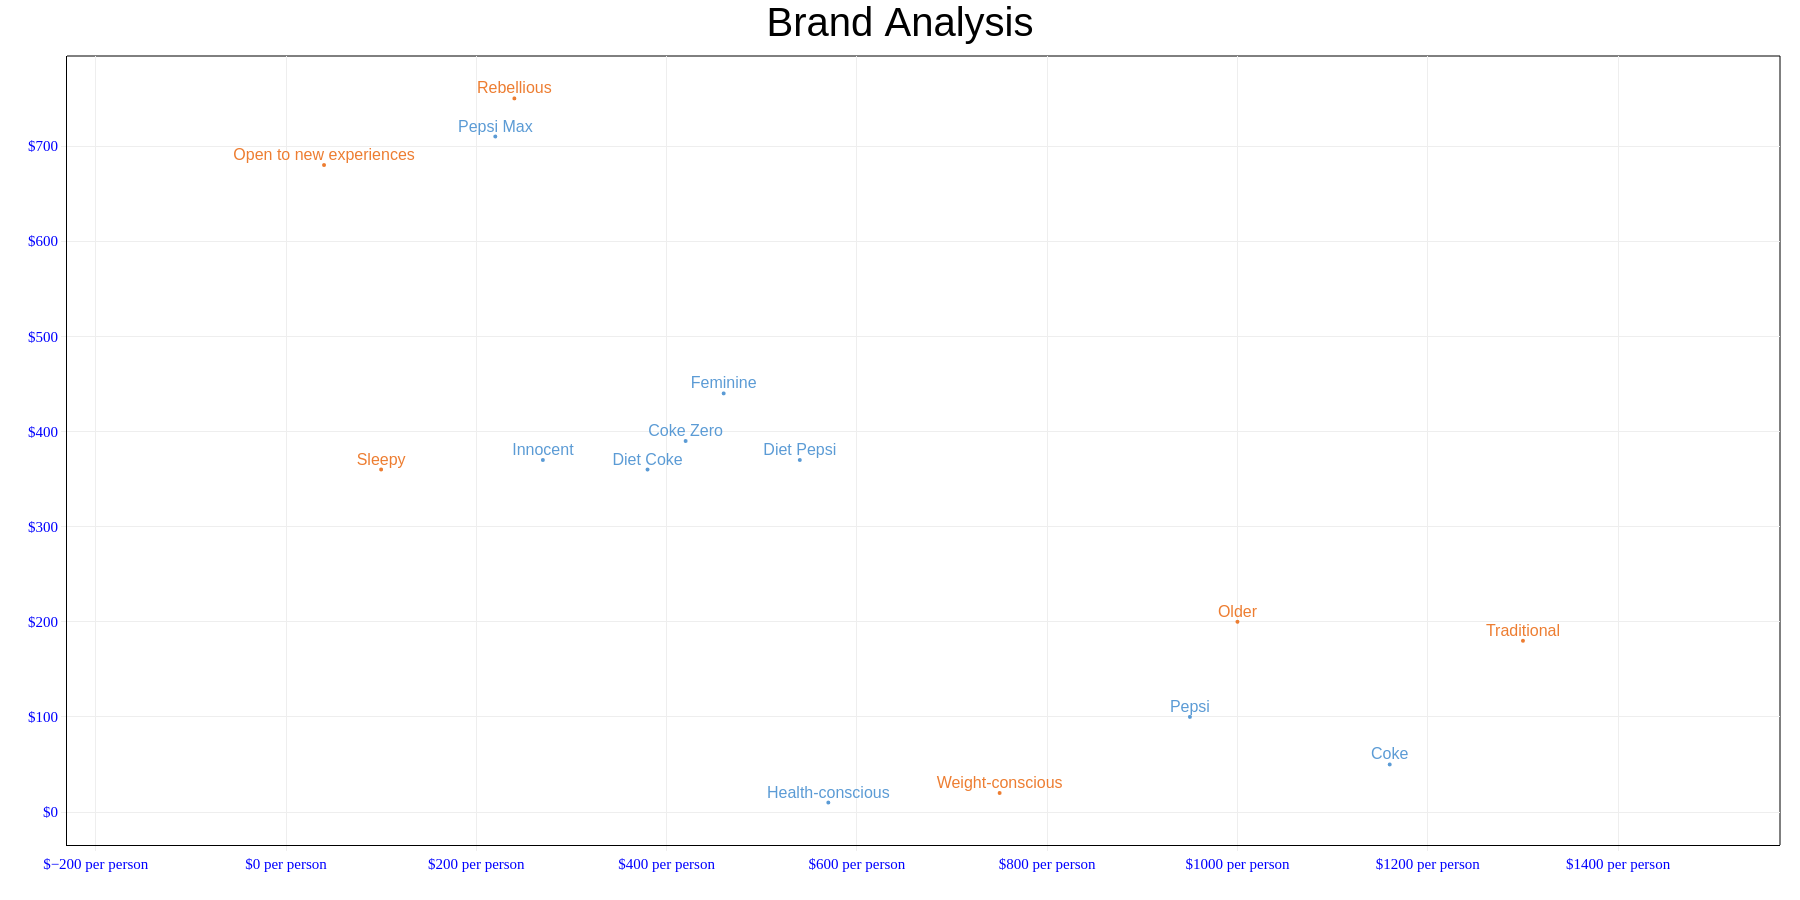 Brand Analysis
Rebellious
Pepsi Max
$700
Open to new experiences
$600
$500
Feminine
$400
Coke Zero
Innocent
Diet Pepsi
Sleepy
Diet Coke
$300
Older
$200
Traditional
Pepsi
$100
Coke
Weight-conscious
Health-conscious
$0
$−200 per person
$0 per person
$200 per person
$400 per person
$600 per person
$800 per person
$1000 per person
$1200 per person
$1400 per person